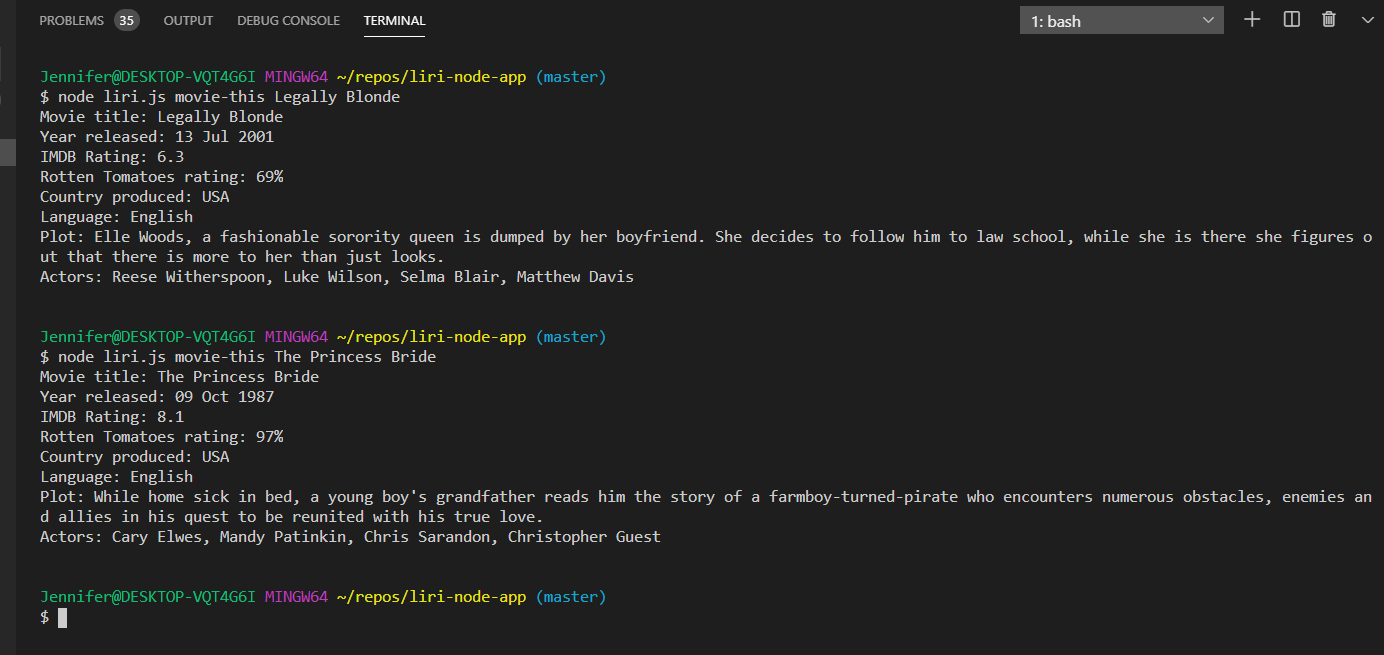 PROBLEMS 35 OUTPUT DEBUG CONSOLE TERMINAL 1: bash
Jennifer@DESKTOP-VQT4G6I MINGW64 ~/repos/liri-node-app (master)
$ node liri.js movie-this Legally Blonde
Movie title: Legally Blonde
Year released: 13 Jul 2001
IMDB Rating: 6.3
Rotten Tomatoes rating: 69%
Country produced: USA
Language: English
Plot: Elle Woods, a fashionable sorority queen is dumped by her boyfriend. She decides to follow him to law school, while she is there she figures o
ut that there is more to her than just looks.
Actors: Reese Witherspoon, Luke Wilson, Selma Blair, Matthew Davis
Jennifer@DESKTOP-VQT4G6I MINGW64 ~/repos/liri-node-app (master)
$ node liri.js movie-this The Princess Bride
Movie title: The Princess Bride
Year released: 09 Oct 1987
IMDB Rating: 8.1
Rotten Tomatoes rating: 97%
Country produced: USA
Language: English
Plot: While home sick in bed, a young boy's grandfather reads him the story of a farmboy-turned-pirate who encounters numerous obstacles, enemies an
d allies in his quest to be reunited with his true love.
Actors: Cary Elwes, Mandy Patinkin, Chris Sarandon, Christopher Guest
Jennifer@DESKTOP-VQT4G6I MINGW64 ~/repos/liri-node-app (master)
$